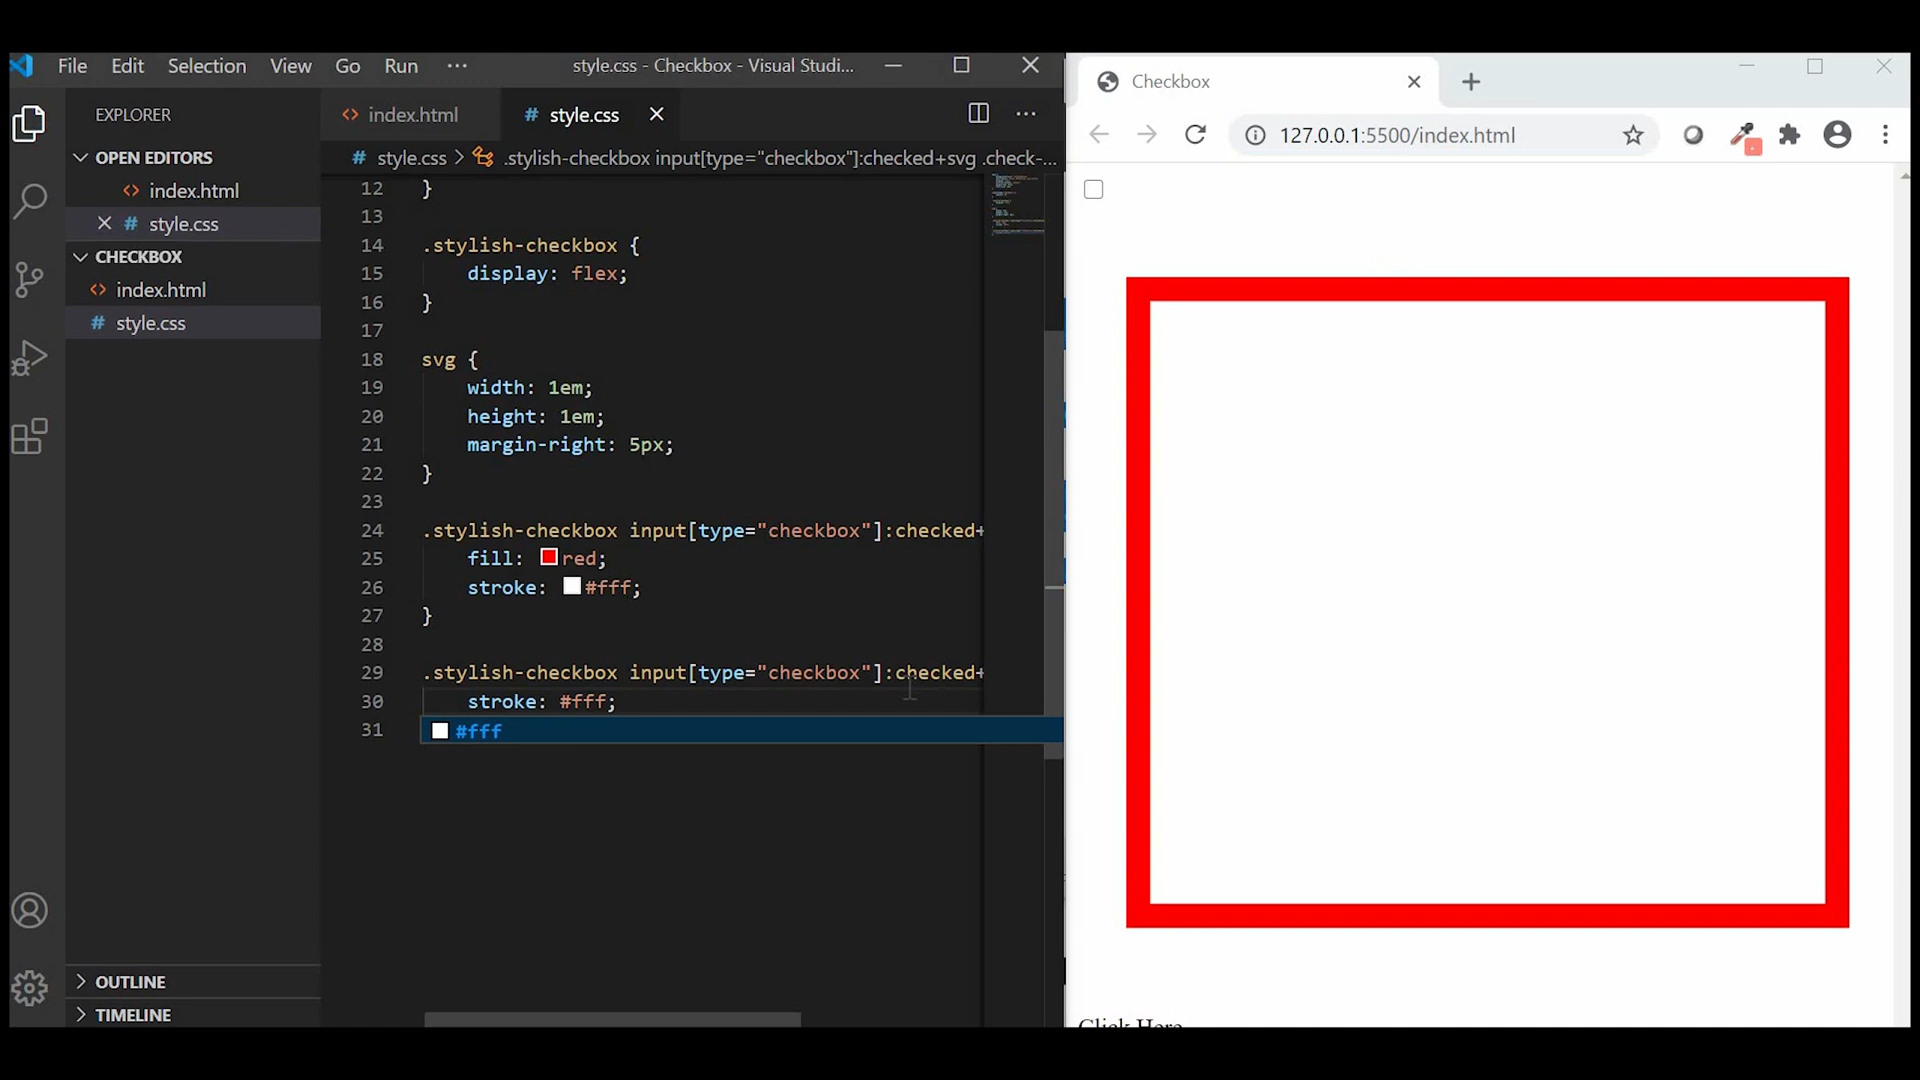 File Edit Selection View Go Run ···
style.css - Checkbox - Visual Studi...
EXPLORER
OPEN EDITORS
<> index.html
# style.css
CHECKBOX
<> index.html
# style.css
OUTLINE
TIMELINE
<> index.html
# style.css
# style.css > .stylish-checkbox input[type="checkbox"]:checked+svg .check-...
12 }
13
14 .stylish-checkbox {
15 display: flex;
16 }
17
18 svg {
19 width: 1em;
20 height: 1em;
21 margin-right: 5px;
22 }
23
24 .stylish-checkbox input[type="checkbox"]:checked+
25 fill: red;
26 stroke: #fff;
27 }
28
29 .stylish-checkbox input[type="checkbox"]:checked+
30 stroke: #fff;
31
#fff
Checkbox
127.0.0.1:5500/index.html
Click Here